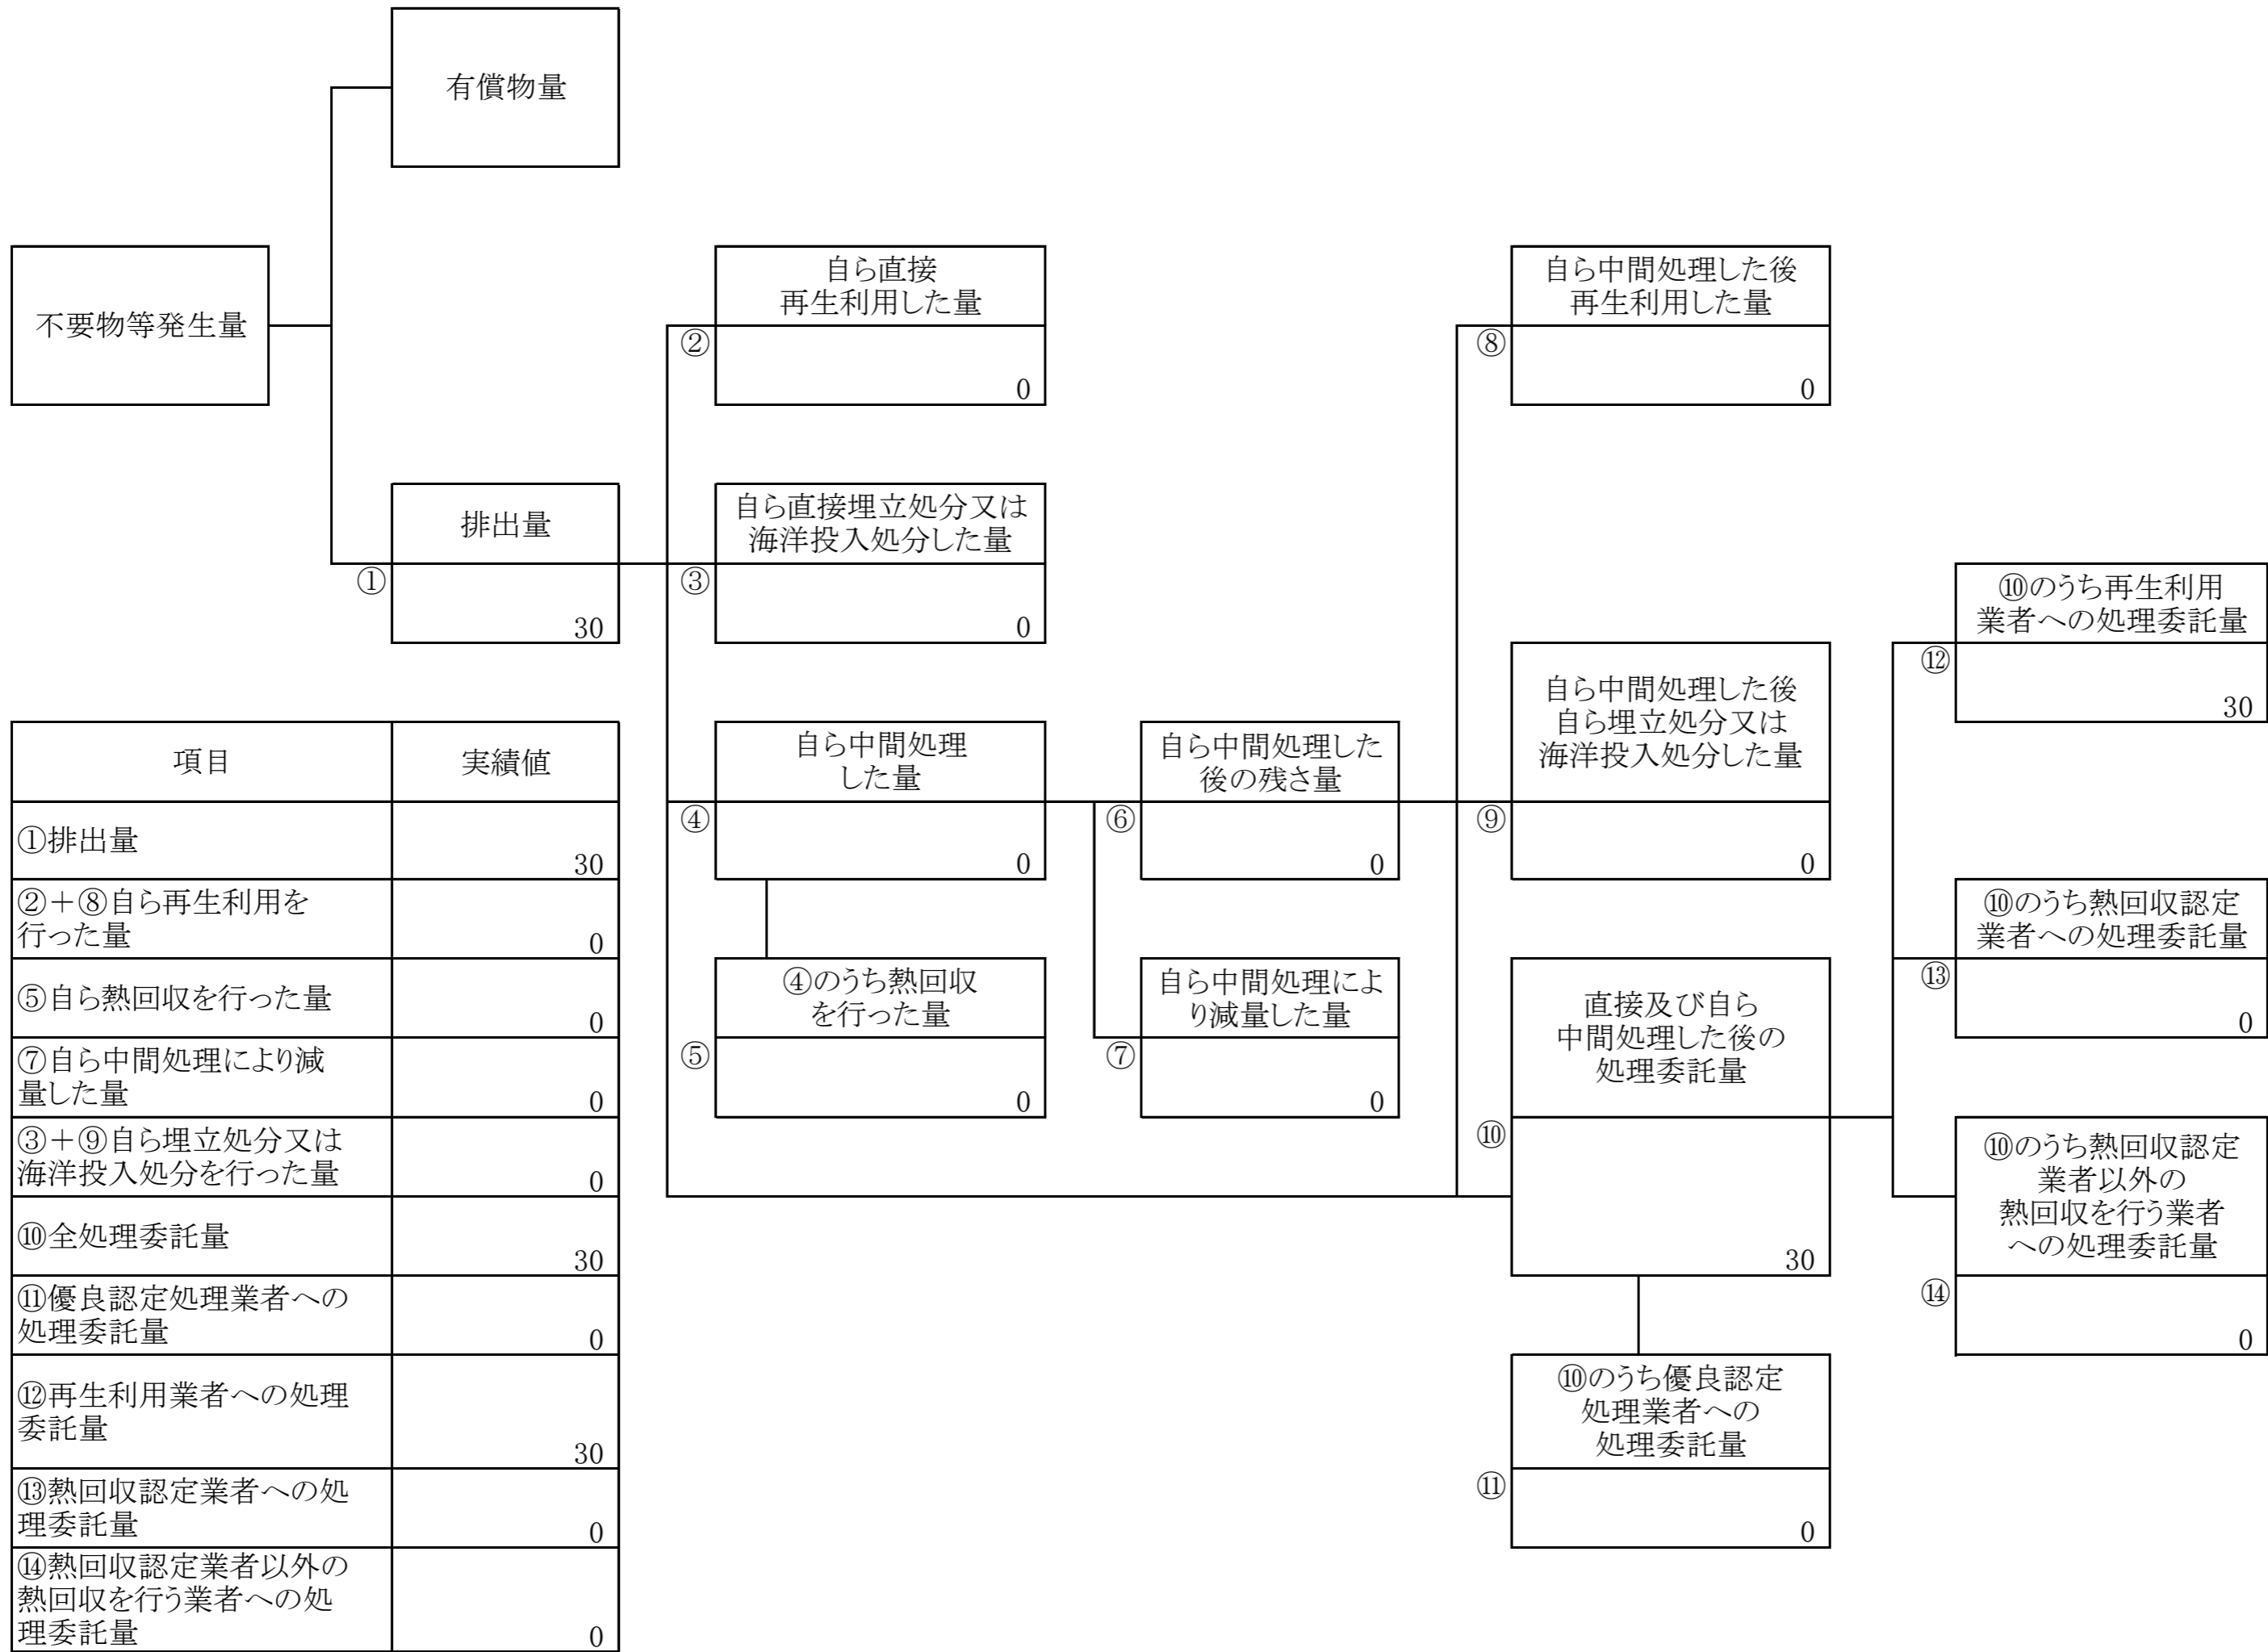 有償物量
不要物等発生量
自ら直接
再生利用した量
②
0
自ら中間処理した後
再生利用した量
⑧
0
排出量
①
30
自ら直接埋立処分又は
海洋投入処分した量
③
0
⑩のうち再生利用
業者への処理委託量
⑫
30
自ら中間処理
した量
④
0
自ら中間処理した
後の残さ量
⑥
0
自ら中間処理した後
自ら埋立処分又は
海洋投入処分した量
⑨
0
⑩のうち熱回収認定
業者への処理委託量
⑬
0
④のうち熱回収
を行った量
⑤
0
自ら中間処理によ
り減量した量
⑦
0
直接及び自ら
中間処理した後の
処理委託量
⑩
30
⑩のうち熱回収認定
業者以外の
熱回収を行う業者
への処理委託量
⑭
0
⑩のうち優良認定
処理業者への
処理委託量
⑪
0
項目 実績値
①排出量
30
②＋⑧自ら再生利用を
行った量
0
⑤自ら熱回収を行った量
0
⑦自ら中間処理により減
量した量
0
③＋⑨自ら埋立処分又は
海洋投入処分を行った量
0
⑩全処理委託量
30
⑪優良認定処理業者への
処理委託量
0
⑫再生利用業者への処理
委託量
30
⑬熱回収認定業者への処
理委託量
0
⑭熱回収認定業者以外の
熱回収を行う業者への処
理委託量
0